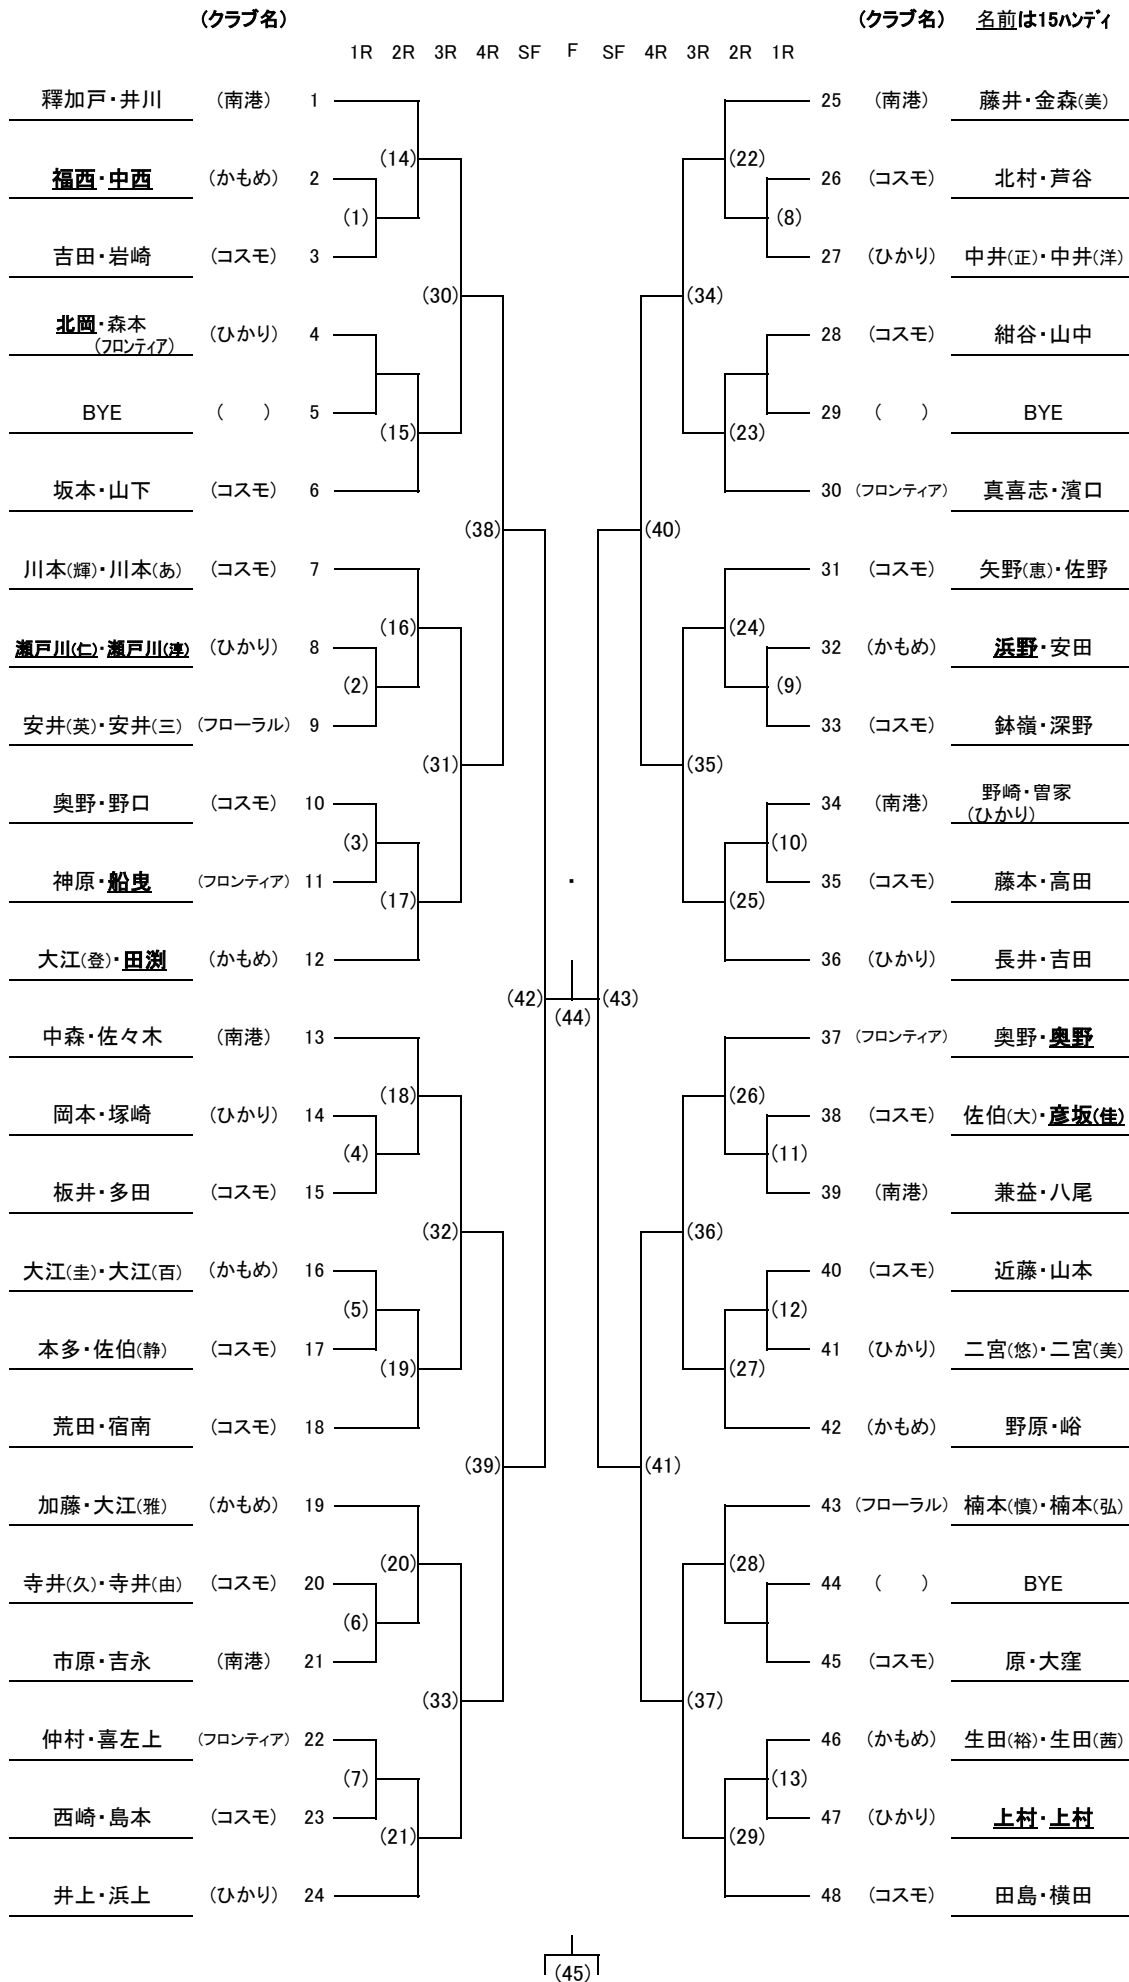 (クラブ名) (クラブ名) 名前は15ハンディ
1R 2R 3R 4R SF F SF 4R 3R 2R 1R
釋加戸・井川 (南港) 1 25 (南港) 藤井・金森(美)
(14) (22)
福西・中西 (かもめ) 2 26 (コスモ) 北村・芦谷
(1) (8)
吉田・岩崎 (コスモ) 3 27 (ひかり) 中井(正)・中井(洋)
(30) (34)
北岡・森本 (ひかり) 4 28 (コスモ) 紺谷・山中
(フロンティア)
BYE ( ) 5 29 ( ) BYE
(15) (23)
坂本・山下 (コスモ) 6 30 (フロンティア) 真喜志・濱口
(38) (40)
川本(輝)・川本(あ) (コスモ) 7 31 (コスモ) 矢野(恵)・佐野
(16) (24)
瀬戸川(仁)・瀬戸川(淳) (ひかり) 8 32 (かもめ) 浜野・安田
(2) (9)
安井(英)・安井(三) (フローラル) 9 33 (コスモ) 鉢嶺・深野
(31) (35)
奥野・野口 (コスモ) 10 34 (南港) 野崎・曽家
(ひかり)
(3) (10)
神原・船曳 (フロンティア) 11 ・ 35 (コスモ) 藤本・高田
(17) (25)
大江(登)・田渕 (かもめ) 12 36 (ひかり) 長井・吉田
(42) (44) (43)
中森・佐々木 (南港) 13 37 (フロンティア) 奥野・奥野
(18) (26)
岡本・塚崎 (ひかり) 14 38 (コスモ) 佐伯(大)・彦坂(佳)
(4) (11)
板井・多田 (コスモ) 15 39 (南港) 兼益・八尾
(32) (36)
大江(圭)・大江(百) (かもめ) 16 40 (コスモ) 近藤・山本
(5) (12)
本多・佐伯(静) (コスモ) 17 41 (ひかり) 二宮(悠)・二宮(美)
(19) (27)
荒田・宿南 (コスモ) 18 42 (かもめ) 野原・峪
(39) (41)
加藤・大江(雅) (かもめ) 19 43 (フローラル) 楠本(慎)・楠本(弘)
(20) (28)
寺井(久)・寺井(由) (コスモ) 20 44 ( ) BYE
(6)
市原・吉永 (南港) 21 45 (コスモ) 原・大窪
(33) (37)
仲村・喜左上 (フロンティア) 22 46 (かもめ) 生田(裕)・生田(茜)
(7) (13)
西崎・島本 (コスモ) 23 47 (ひかり) 上村・上村
(21) (29)
井上・浜上 (ひかり) 24 48 (コスモ) 田島・横田
(45)